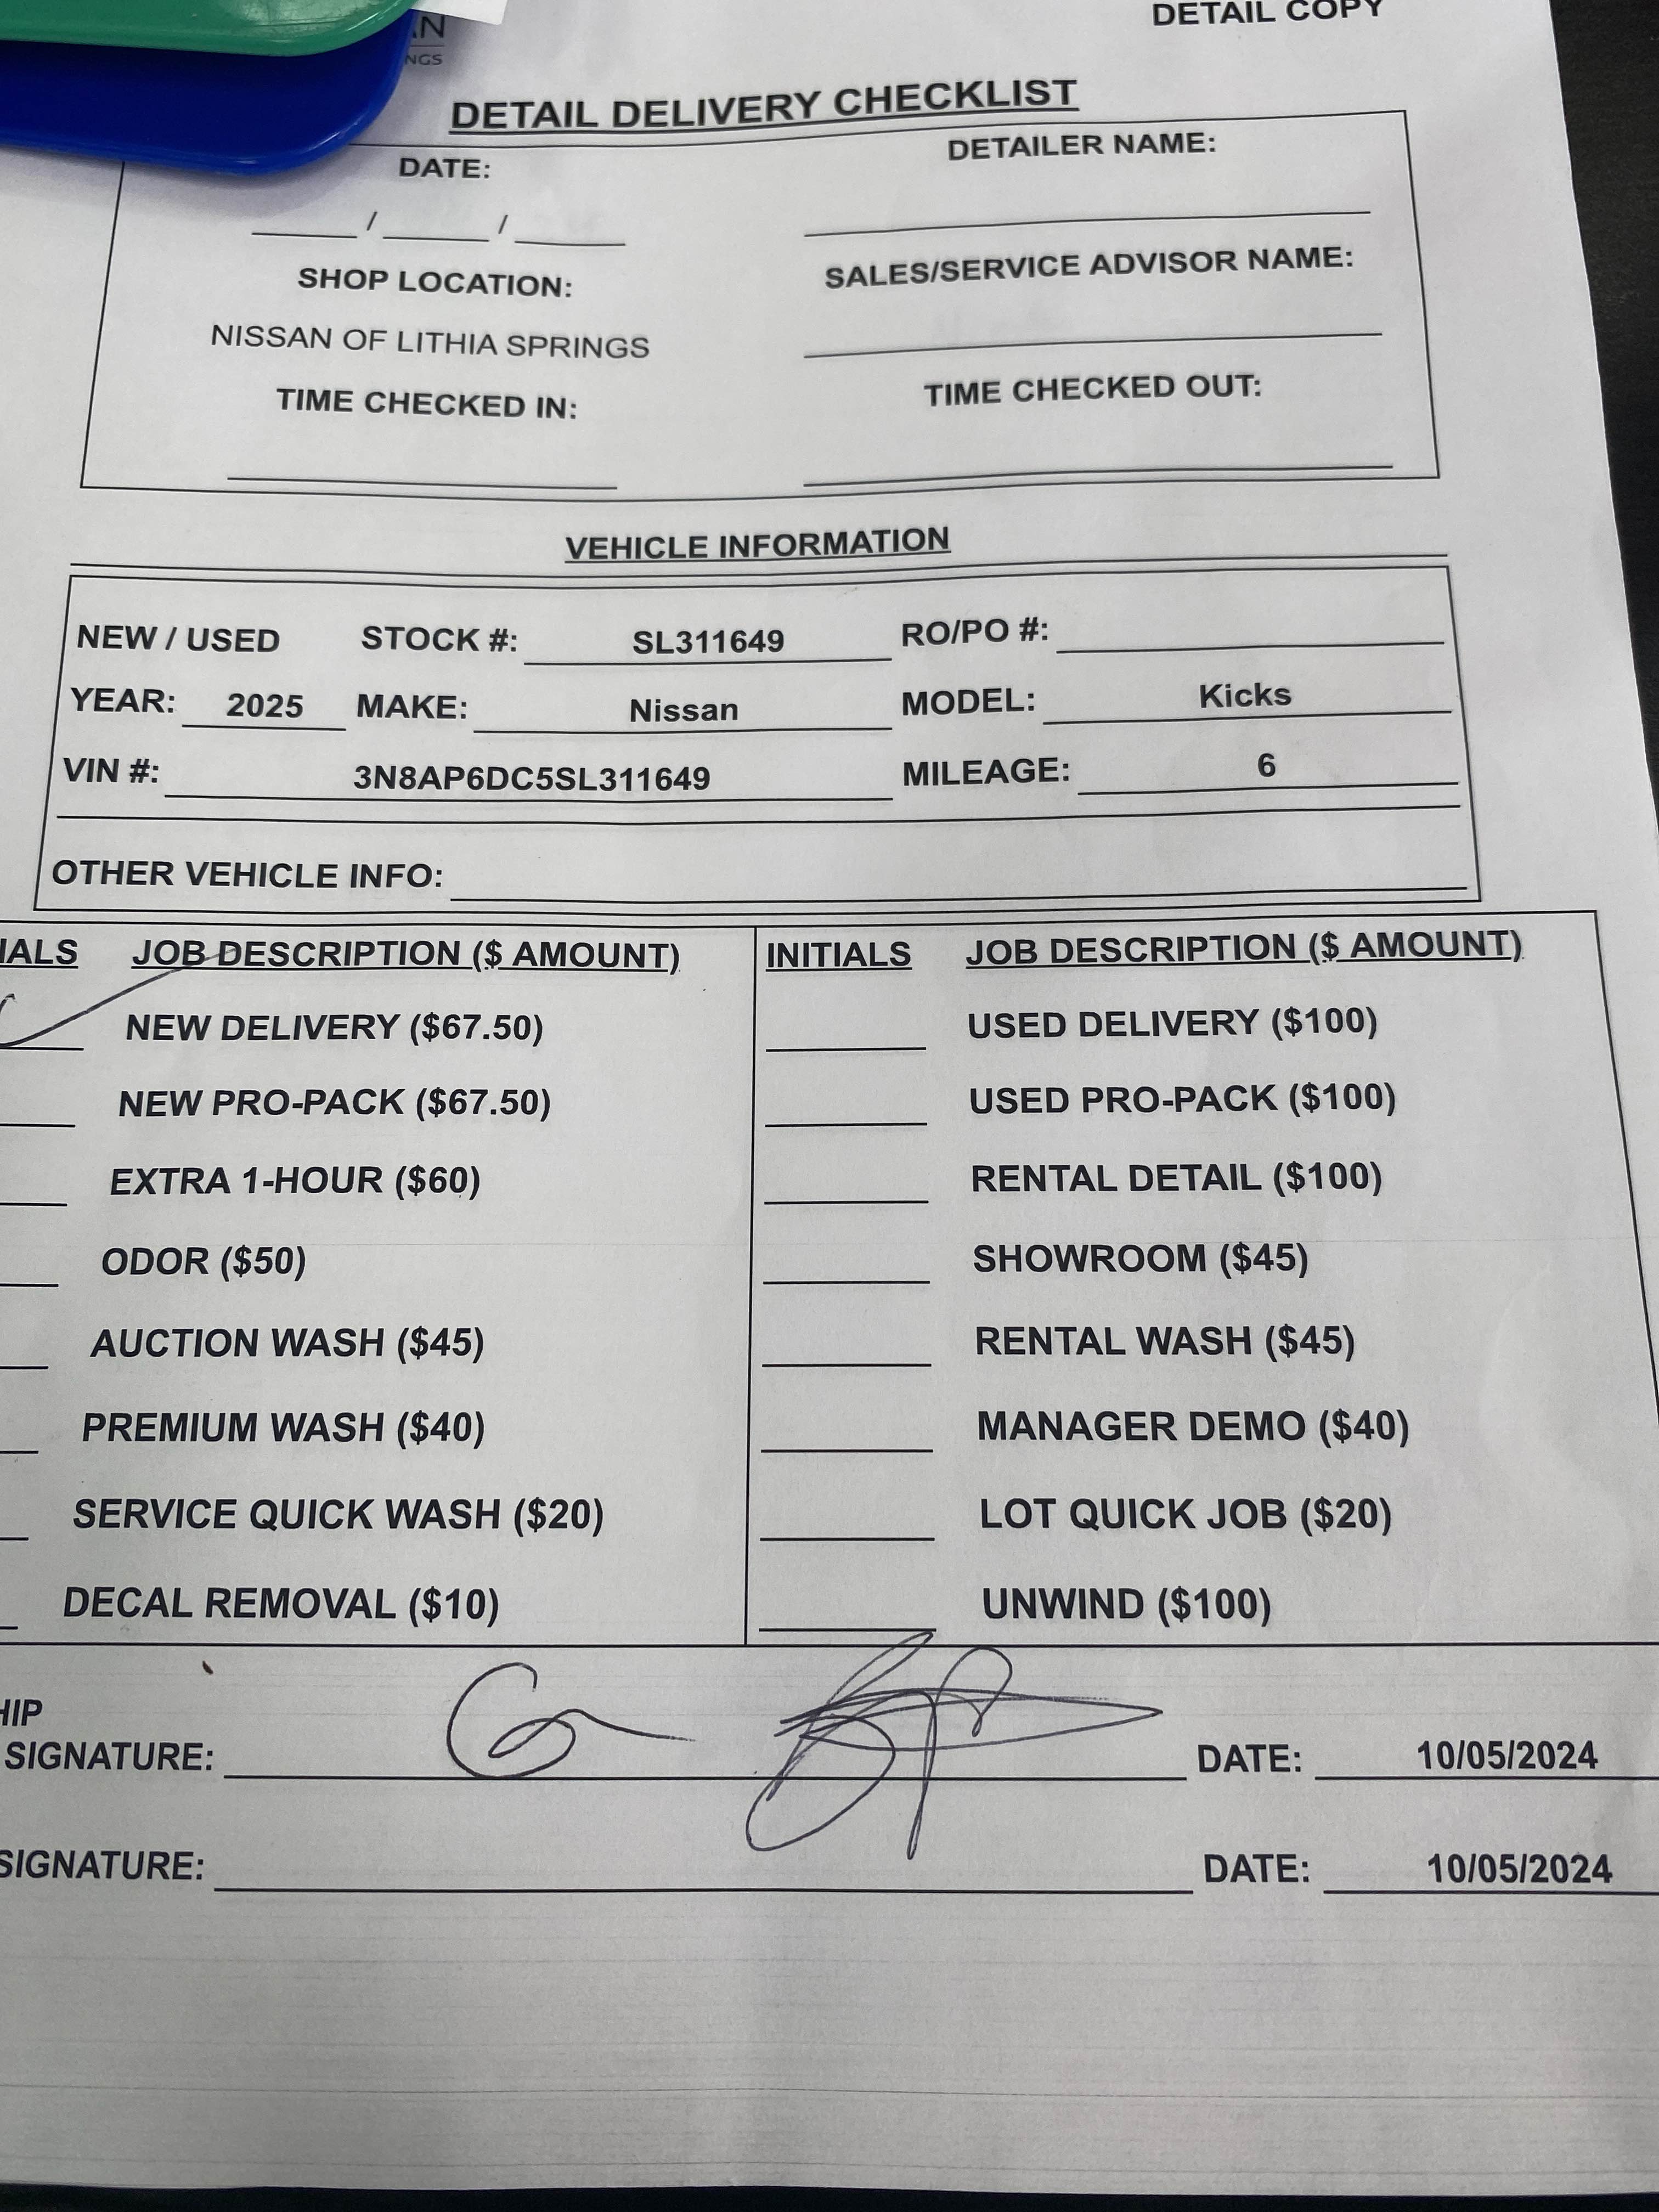 DETAIL COPY
AN
NGS
DETAIL DELIVERY CHECKLIST
DATE: DETAILER NAME:
____ / ____ / ____
SHOP LOCATION: SALES/SERVICE ADVISOR NAME:
NISSAN OF LITHIA SPRINGS
TIME CHECKED IN: TIME CHECKED OUT:
VEHICLE INFORMATION
NEW / USED STOCK #: SL311649 RO/PO #:
YEAR: 2025 MAKE: Nissan MODEL: Kicks
VIN #: 3N8AP6DC5SL311649 MILEAGE: 6
OTHER VEHICLE INFO:
IALS JOB DESCRIPTION ($ AMOUNT) INITIALS JOB DESCRIPTION ($ AMOUNT)
NEW DELIVERY ($67.50) USED DELIVERY ($100)
NEW PRO-PACK ($67.50) USED PRO-PACK ($100)
EXTRA 1-HOUR ($60) RENTAL DETAIL ($100)
ODOR ($50) SHOWROOM ($45)
AUCTION WASH ($45) RENTAL WASH ($45)
PREMIUM WASH ($40) MANAGER DEMO ($40)
SERVICE QUICK WASH ($20) LOT QUICK JOB ($20)
DECAL REMOVAL ($10) UNWIND ($100)
HIP
SIGNATURE: DATE: 10/05/2024
SIGNATURE: DATE: 10/05/2024